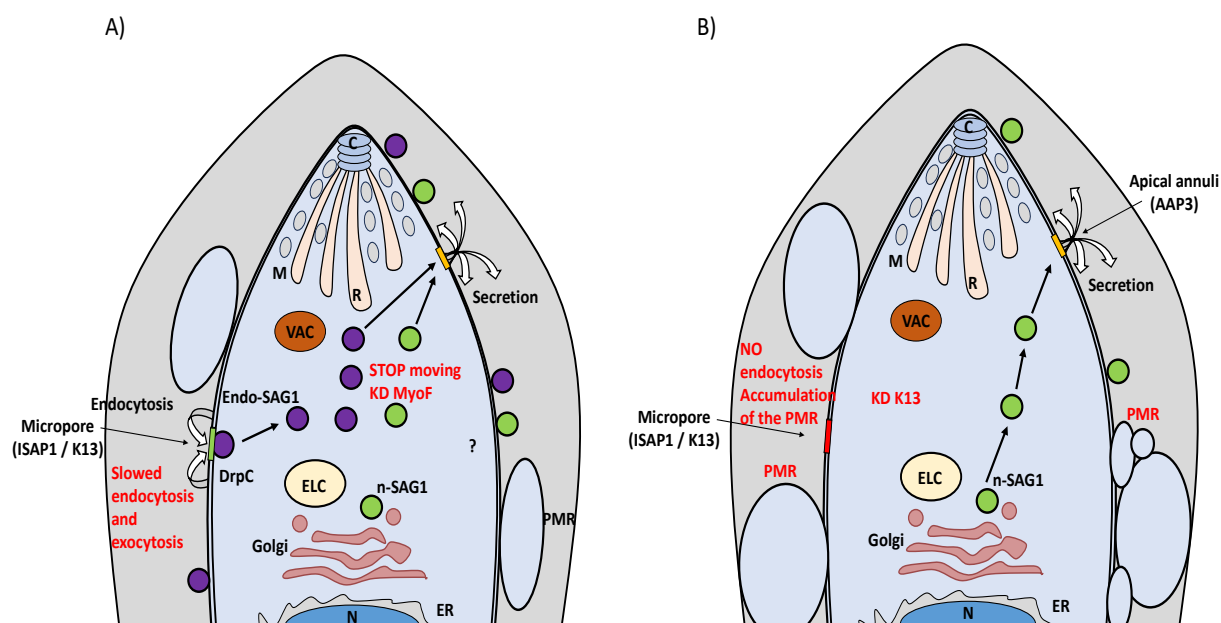 A)
C
M
R
Secretion
VAC
STOP moving
KD MyoF
Endocytosis
Endo-SAG1
Micropore
(ISAP1 / K13)
DrpC
?
Slowed
endocytosis
and
exocytosis
ELC
n-SAG1
PMR
Golgi
ER
N
B)
C
Apical annuli
(AAP3)
M
R
Secretion
VAC
NO
endocytosis
Accumulation
of the PMR
KD K13
Micropore
(ISAP1 / K13)
PMR
PMR
ELC
n-SAG1
Golgi
ER
N